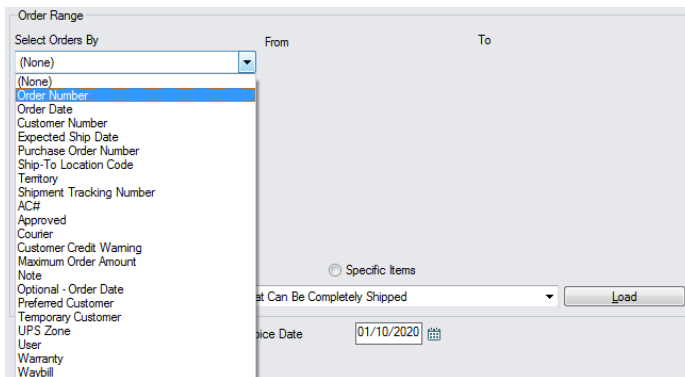 Order Range
Select Orders By
From
To
(None)
(None)
Order Number
Order Date
Customer Number
Expected Ship Date
Purchase Order Number
Ship-To Location Code
Territory
Shipment Tracking Number
AC#
Approved
Courier
Customer Credit Warning
Maximum Order Amount
Note
Optional - Order Date
Preferred Customer
Temporary Customer
UPS Zone
User
Warranty
Waybill
Specific Items
at Can Be Completely Shipped
Load
oice Date
01/10/2020